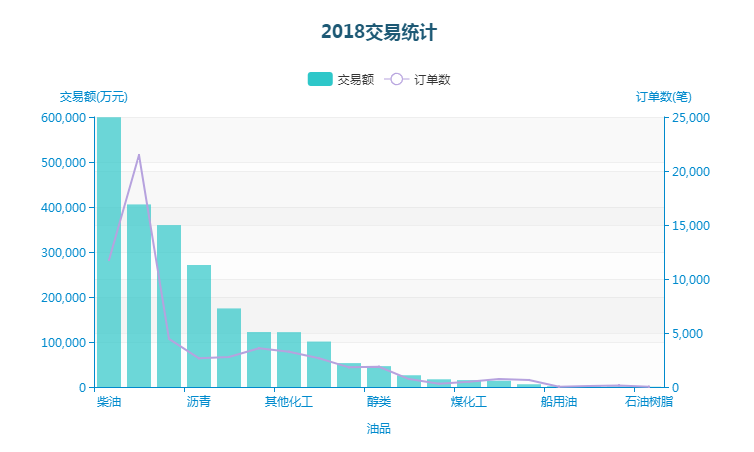 2018交易统计
交易额 订单数
交易额(万元) 订单数(笔)
600,000 25,000
500,000 20,000
400,000 15,000
300,000 10,000
200,000 5,000
100,000
0 0
柴油 沥青 其他化工 醇类 煤化工 船用油 石油树脂
油品